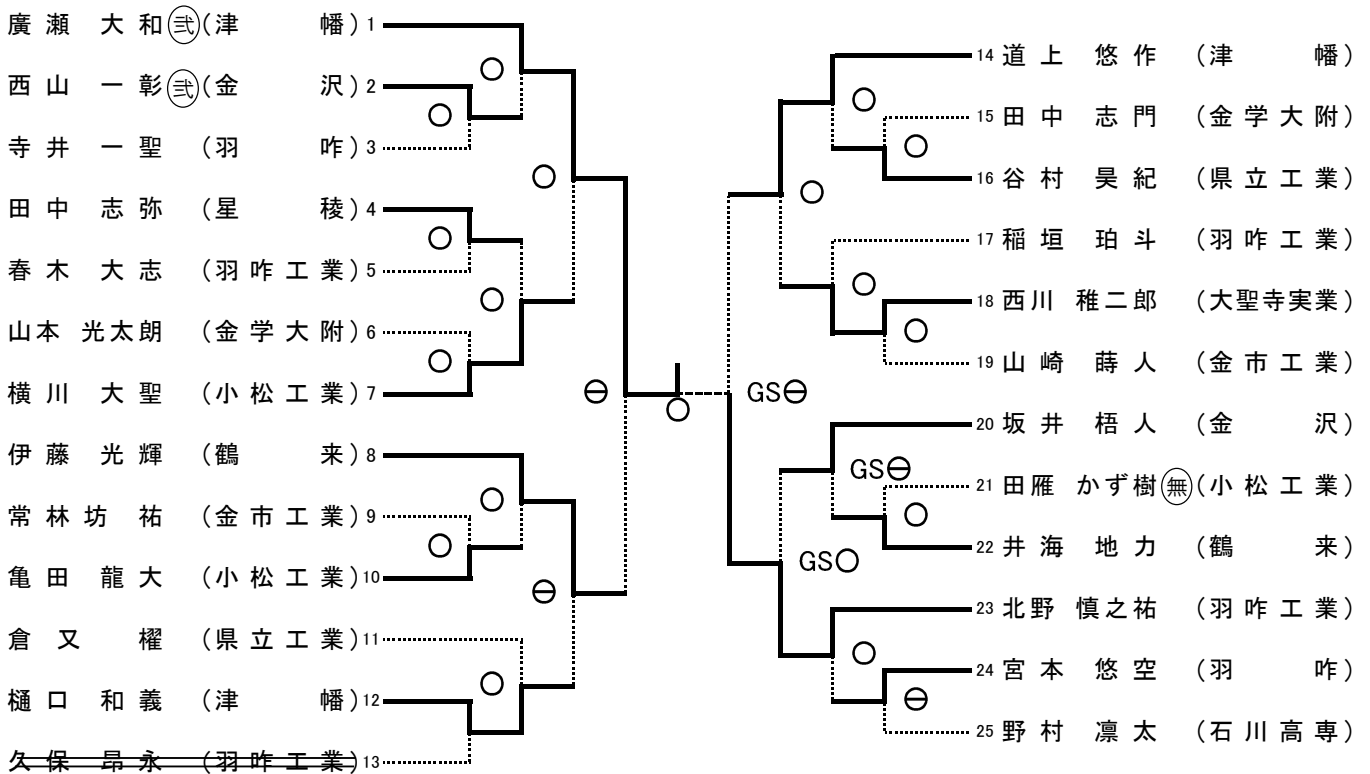 廣瀬 大和 弐 (津 幡) 1
西山 一彰 弐 (金 沢) 2
寺井 一聖 (羽 咋) 3
田中 志弥 (星 稜) 4
春木 大志 (羽咋工業) 5
山本 光太朗 (金学大附) 6
横川 大聖 (小松工業) 7
伊藤 光輝 (鶴 来) 8
常林坊 祐 (金市工業) 9
亀田 龍大 (小松工業) 10
倉又 櫂 (県立工業) 11
樋口 和義 (津 幡) 12
久保 昂永 (羽咋工業) 13
GS
GS
GS
14 道上 悠作 (津 幡)
15 田中 志門 (金学大附)
16 谷村 昊紀 (県立工業)
17 稲垣 珀斗 (羽咋工業)
18 西川 稚二郎 (大聖寺実業)
19 山崎 蒔人 (金市工業)
20 坂井 梧人 (金 沢)
21 田雁 かず樹 無 (小松工業)
22 井海 地力 (鶴 来)
23 北野 慎之祐 (羽咋工業)
24 宮本 悠空 (羽 咋)
25 野村 凛太 (石川高専)